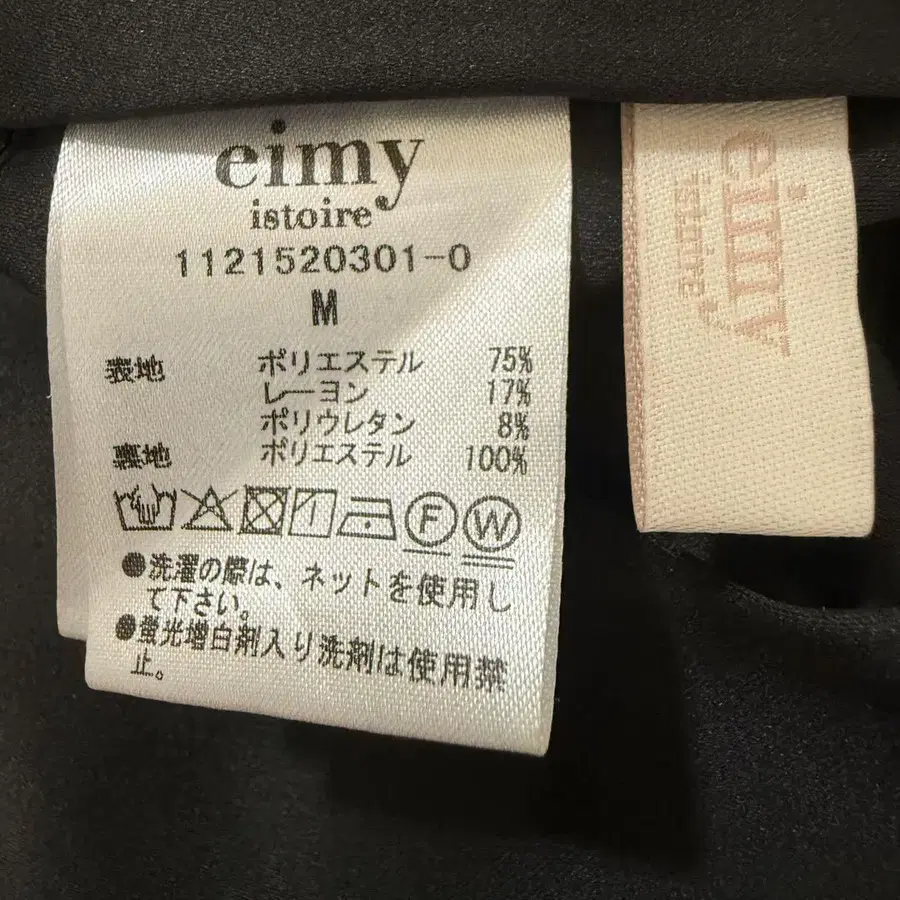 eimy
istoire
1121520301-0
M
表地 ポリエステル 75%
レーヨン 17%
ポリウレタン 8%
裏地 ポリエステル 100%
F W
●洗濯の際は、ネットを使用し
て下さい。
●蛍光増白剤入り洗剤は使用禁
止。
eimy
istoire